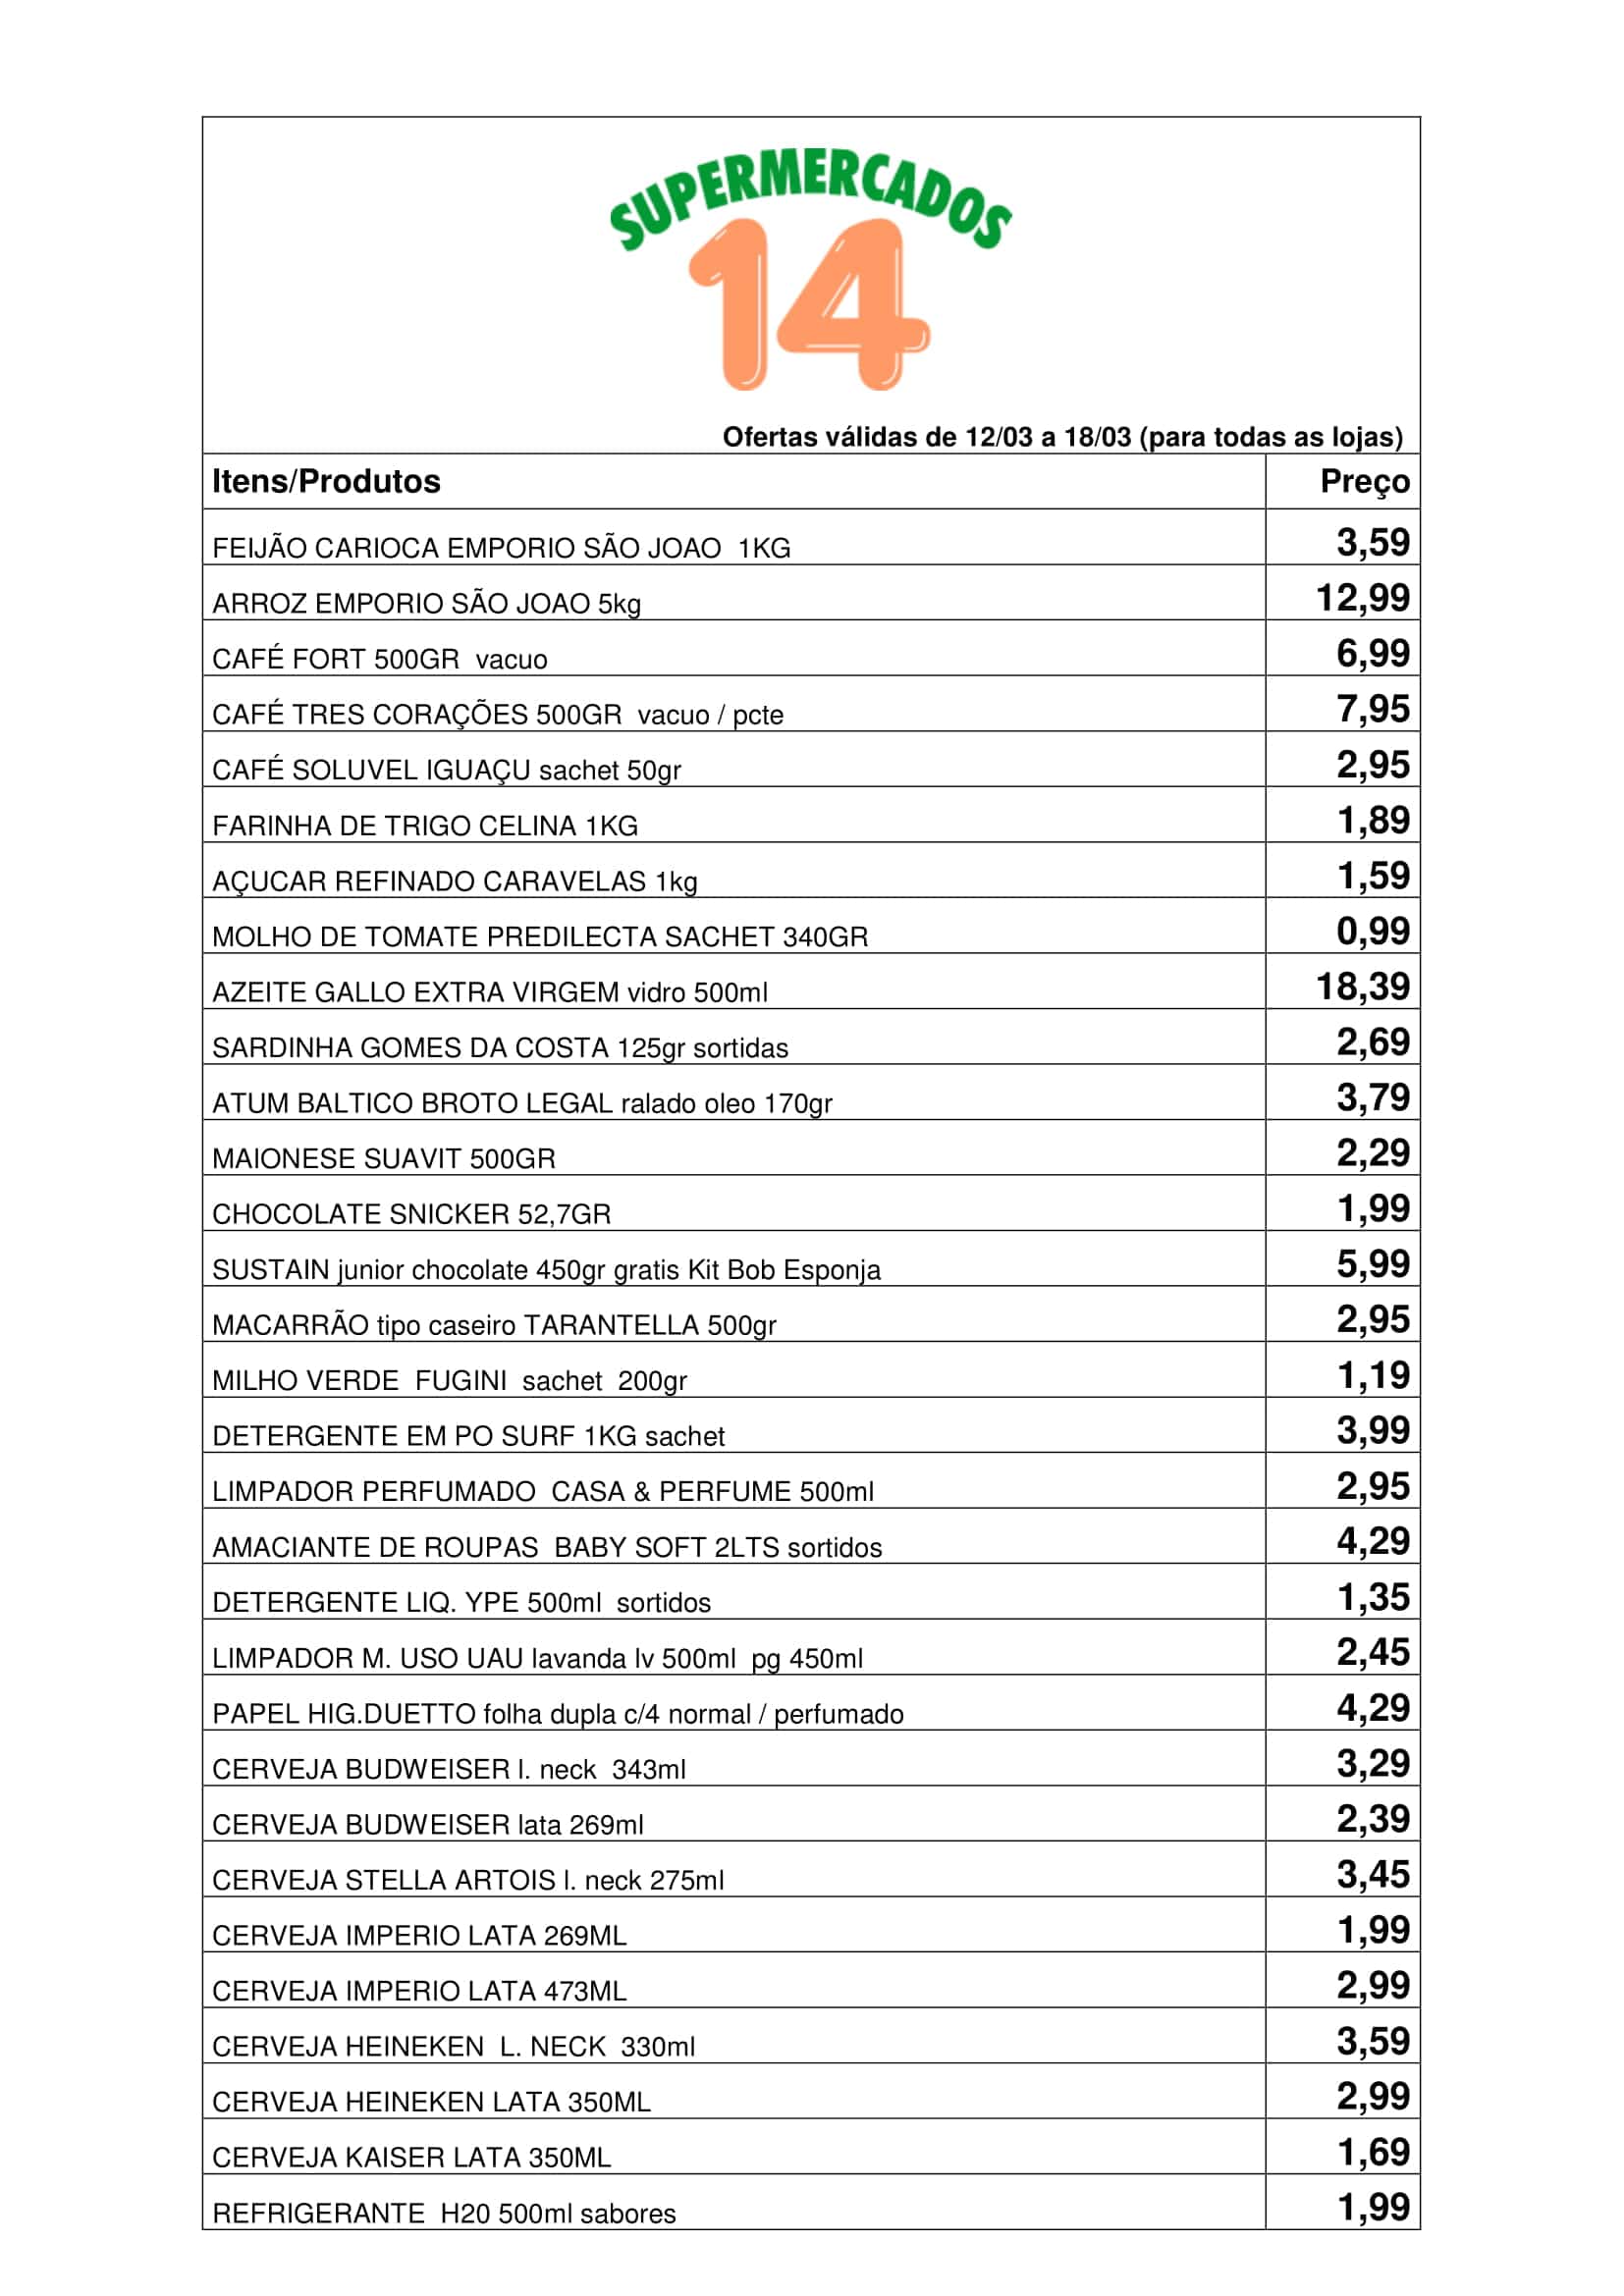 SUPERMERCADOS
14
Ofertas válidas de 12/03 a 18/03 (para todas as lojas)
Itens/Produtos Preço
FEIJÃO CARIOCA EMPORIO SÃO JOAO 1KG 3,59
ARROZ EMPORIO SÃO JOAO 5kg 12,99
CAFÉ FORT 500GR vacuo 6,99
CAFÉ TRES CORAÇÕES 500GR vacuo / pcte 7,95
CAFÉ SOLUVEL IGUAÇU sachet 50gr 2,95
FARINHA DE TRIGO CELINA 1KG 1,89
AÇUCAR REFINADO CARAVELAS 1kg 1,59
MOLHO DE TOMATE PREDILECTA SACHET 340GR 0,99
AZEITE GALLO EXTRA VIRGEM vidro 500ml 18,39
SARDINHA GOMES DA COSTA 125gr sortidas 2,69
ATUM BALTICO BROTO LEGAL ralado oleo 170gr 3,79
MAIONESE SUAVIT 500GR 2,29
CHOCOLATE SNICKER 52,7GR 1,99
SUSTAIN junior chocolate 450gr gratis Kit Bob Esponja 5,99
MACARRÃO tipo caseiro TARANTELLA 500gr 2,95
MILHO VERDE FUGINI sachet 200gr 1,19
DETERGENTE EM PO SURF 1KG sachet 3,99
LIMPADOR PERFUMADO CASA & PERFUME 500ml 2,95
AMACIANTE DE ROUPAS BABY SOFT 2LTS sortidos 4,29
DETERGENTE LIQ. YPE 500ml sortidos 1,35
LIMPADOR M. USO UAU lavanda lv 500ml pg 450ml 2,45
PAPEL HIG.DUETTO folha dupla c/4 normal / perfumado 4,29
CERVEJA BUDWEISER l. neck 343ml 3,29
CERVEJA BUDWEISER lata 269ml 2,39
CERVEJA STELLA ARTOIS l. neck 275ml 3,45
CERVEJA IMPERIO LATA 269ML 1,99
CERVEJA IMPERIO LATA 473ML 2,99
CERVEJA HEINEKEN L. NECK 330ml 3,59
CERVEJA HEINEKEN LATA 350ML 2,99
CERVEJA KAISER LATA 350ML 1,69
REFRIGERANTE H20 500ml sabores 1,99